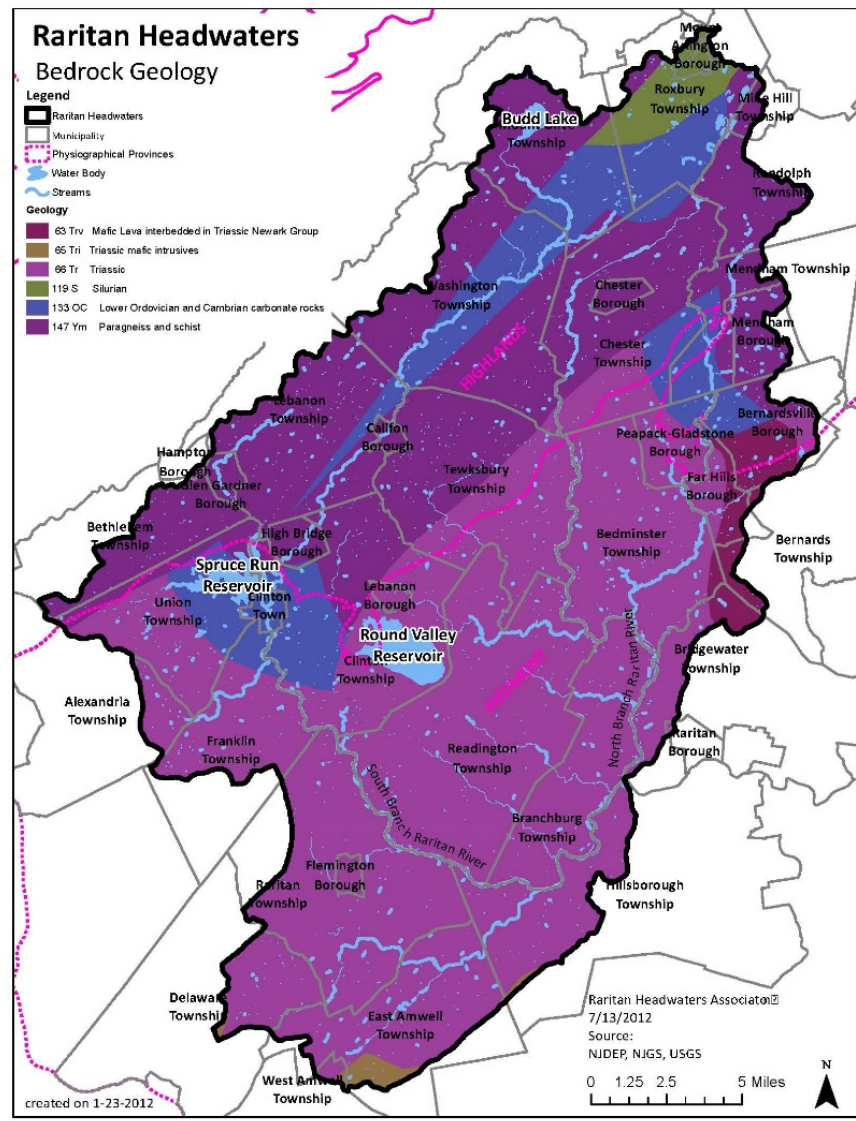 Raritan Headwaters
Bedrock Geology
Legend
Raritan Headwaters
Municipality
Physiographical Provinces
Water Body
Streams
Geology
63 Trv Mafic Lava interbedded in Triassic Newark Group
65 Tri Triassic mafic intrusives
66 Tr Triassic
119 S Silurian
133 OC Lower Ordovician and Cambrian carbonate rocks
147 Ym Paragneiss and schist
Mount
Arlington
Borough
Roxbury
Township
Mine Hill
Township
Budd Lake
Mount Olive
Township
Randolph
Township
Washington
Township
Chester
Borough
Mendham Township
Mendham
Borough
Chester
Township
HIGHLANDS
Lebanon
Township
Califon
Borough
Bernardsville
Borough
Peapack-Gladstone
Borough
Hampton
Borough
Glen Gardner
Borough
Tewksbury
Township
Far Hills
Borough
Bethlehem
Township
High Bridge
Borough
Bedminster
Township
Bernards
Township
Spruce Run
Reservoir
Union
Township
Clinton
Town
Lebanon
Borough
Round Valley
Reservoir
Clinton
Township
PIEDMONT
North Branch Raritan River
Bridgewater
Township
Alexandria
Township
Franklin
Township
Raritan
Borough
Readington
Township
South Branch Raritan River
Branchburg
Township
Flemington
Borough
Raritan
Township
Hillsborough
Township
Delaware
Township
East Amwell
Township
West Amwell
Township
Raritan Headwaters Associaton
7/13/2012
Source:
NJDEP, NJGS, USGS
0 1.25 2.5 5 Miles
N
created on 1-23-2012